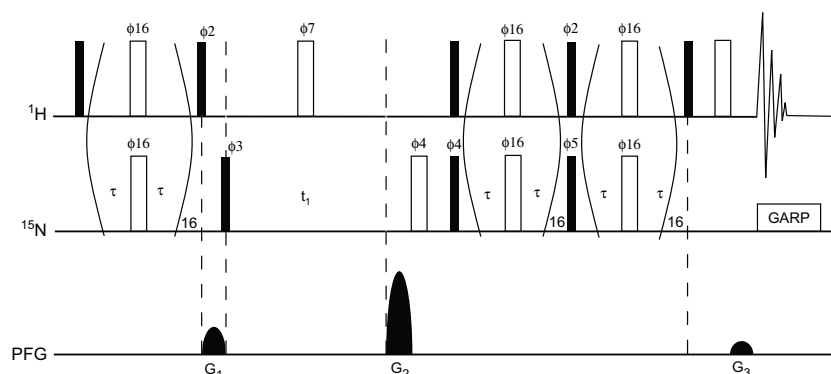 ϕ16 ϕ2 ϕ7 ϕ16 ϕ2 ϕ16
¹H
ϕ16 ϕ3 ϕ4 ϕ4 ϕ16 ϕ5 ϕ16
τ τ t₁ τ τ τ τ
16 16 16 GARP
¹⁵N
PFG
G₁ G₂ G₃